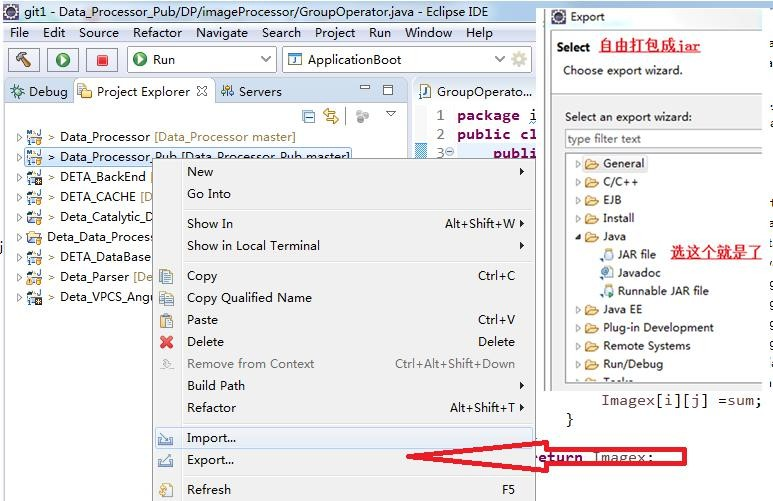 git1 - Data_Processor_Pub/DP/imageProcessor/GroupOperator.java - Eclipse IDE
File Edit Source Refactor Navigate Search Project Run Window Help
Run
ApplicationBoot
Debug
Project Explorer
Servers
GroupOperato...
1 package i
2 public cl
3 publi
> Data_Processor [Data_Processor master]
> Data_Processor_Pub [Data_Processor_Pub master]
> DETA_BackEnd [D
> DETA_CACHE [DE
> Deta_Catalytic_D
Deta_Data_Process
> DETA_DataBase
> Deta_Parser [De
> Deta_VPCS_Angu
New
Go Into
Show In Alt+Shift+W
Show in Local Terminal
Copy Ctrl+C
Copy Qualified Name
Paste Ctrl+V
Delete Delete
Remove from Context Ctrl+Alt+Shift+Down
Build Path
Refactor Alt+Shift+T
Import...
Export...
Refresh F5
Export
Select 自由打包成jar
Choose export wizard.
Select an export wizard:
type filter text
General
C/C++
EJB
Install
Java
JAR file 选这个就是了
Javadoc
Runnable JAR file
Java EE
Plug-in Development
Remote Systems
Run/Debug
Imagex[i][j] =sum;
}
return Imagex;